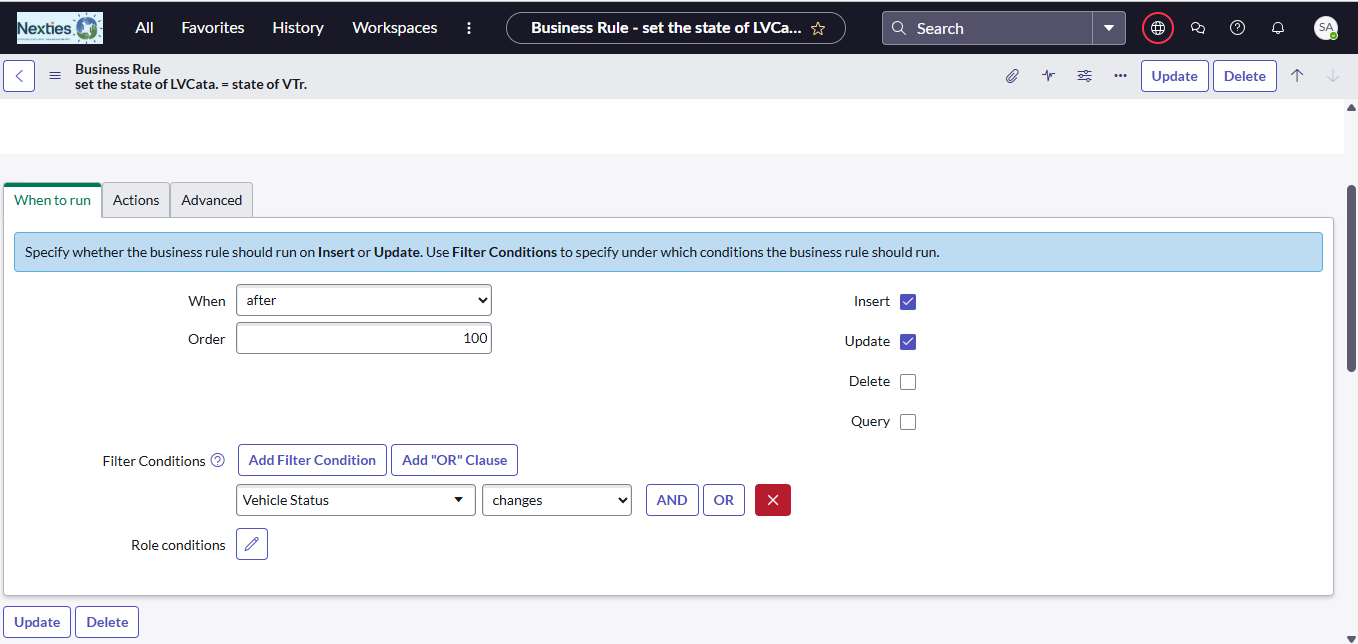 Nexties
All Favorites History Workspaces Business Rule - set the state of LVCa... Search SA
Business Rule
set the state of LVCata. = state of VTr.
Update Delete
When to run Actions Advanced
Specify whether the business rule should run on Insert or Update. Use Filter Conditions to specify under which conditions the business rule should run.
When after Insert
Order 100 Update
Delete
Query
Filter Conditions Add Filter Condition Add "OR" Clause
Vehicle Status changes AND OR
Role conditions
Update Delete